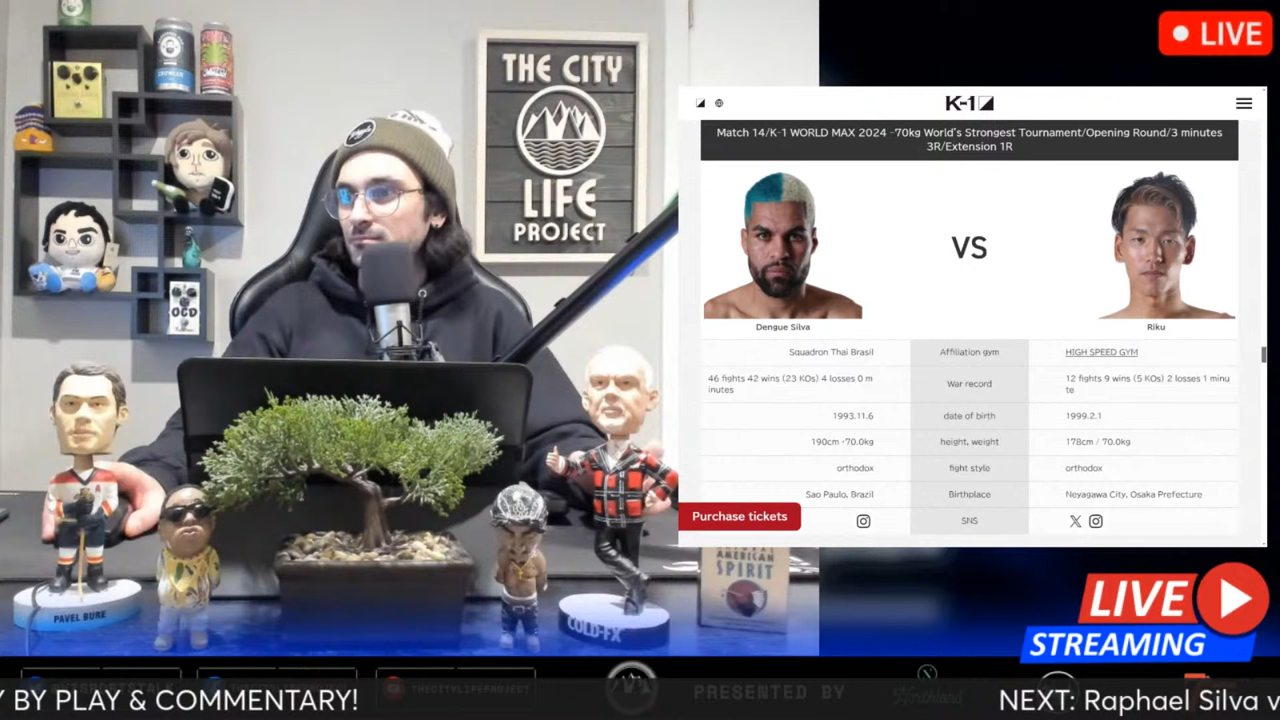 THE CITY
LIFE
PROJECT
OCD
PAVEL BURE
COLD-FX
AMERICAN
SPIRIT
LIVE
K-1
Match 14/K-1 WORLD MAX 2024 -70kg World's Strongest Tournament/Opening Round/3 minutes
3R/Extension 1R
VS
Dengue Silva
Riku
Squadron Thai Brasil Affiliation gym HIGH SPEED GYM
46 fights 42 wins (23 KOs) 4 losses 0 m
inutes
War record
12 fights 9 wins (5 KOs) 2 losses 1 minu
te
1993.11.6 date of birth 1999.2.1
190cm -70.0kg height, weight 178cm / 70.0kg
orthodox fight style orthodox
Sao Paulo, Brazil Birthplace Neyagawa City, Osaka Prefecture
SNS
Purchase tickets
LIVE
STREAMING
THECITYLIFEPROJECT
PRESENTED BY
Northland
Y BY PLAY & COMMENTARY!
NEXT: Raphael Silva v